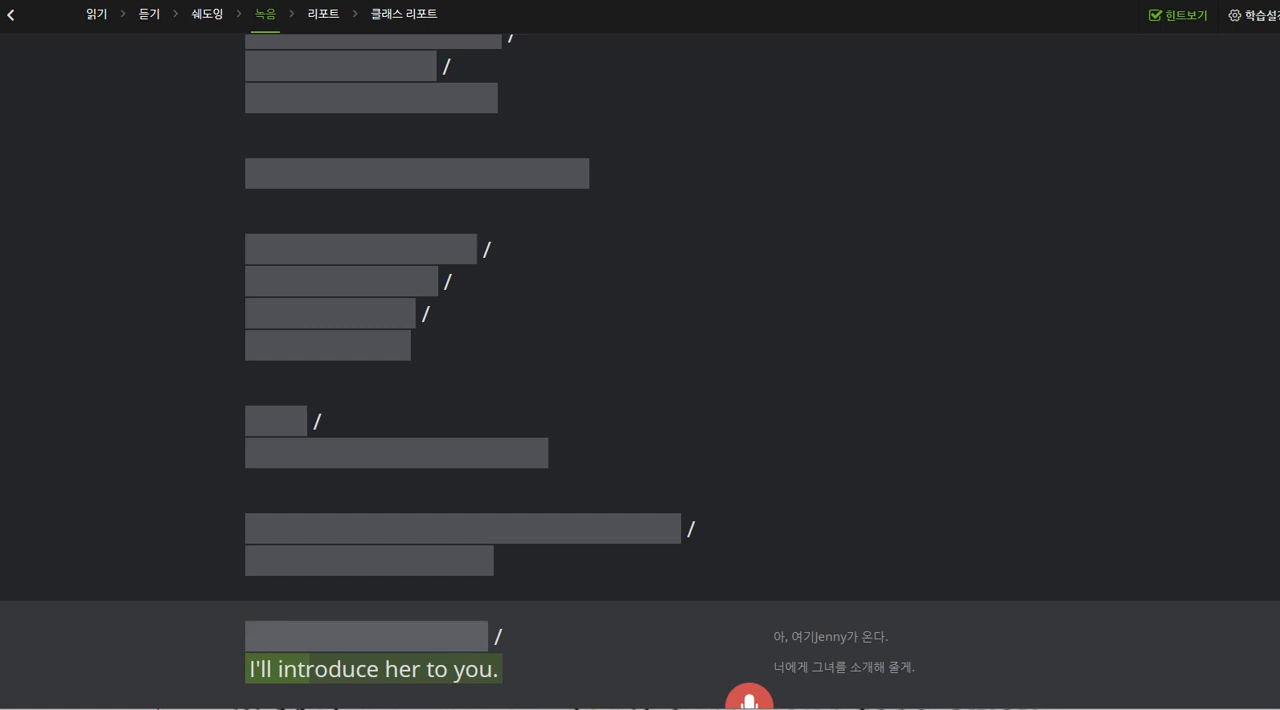 읽기 > 듣기 > 쉐도잉 > 녹음 > 리포트 > 클래스 리포트
힌트보기 학습설정
/
/
/
/
/
/
/
/ 아, 여기Jenny가 온다.
I'll introduce her to you. 너에게 그녀를 소개해 줄게.